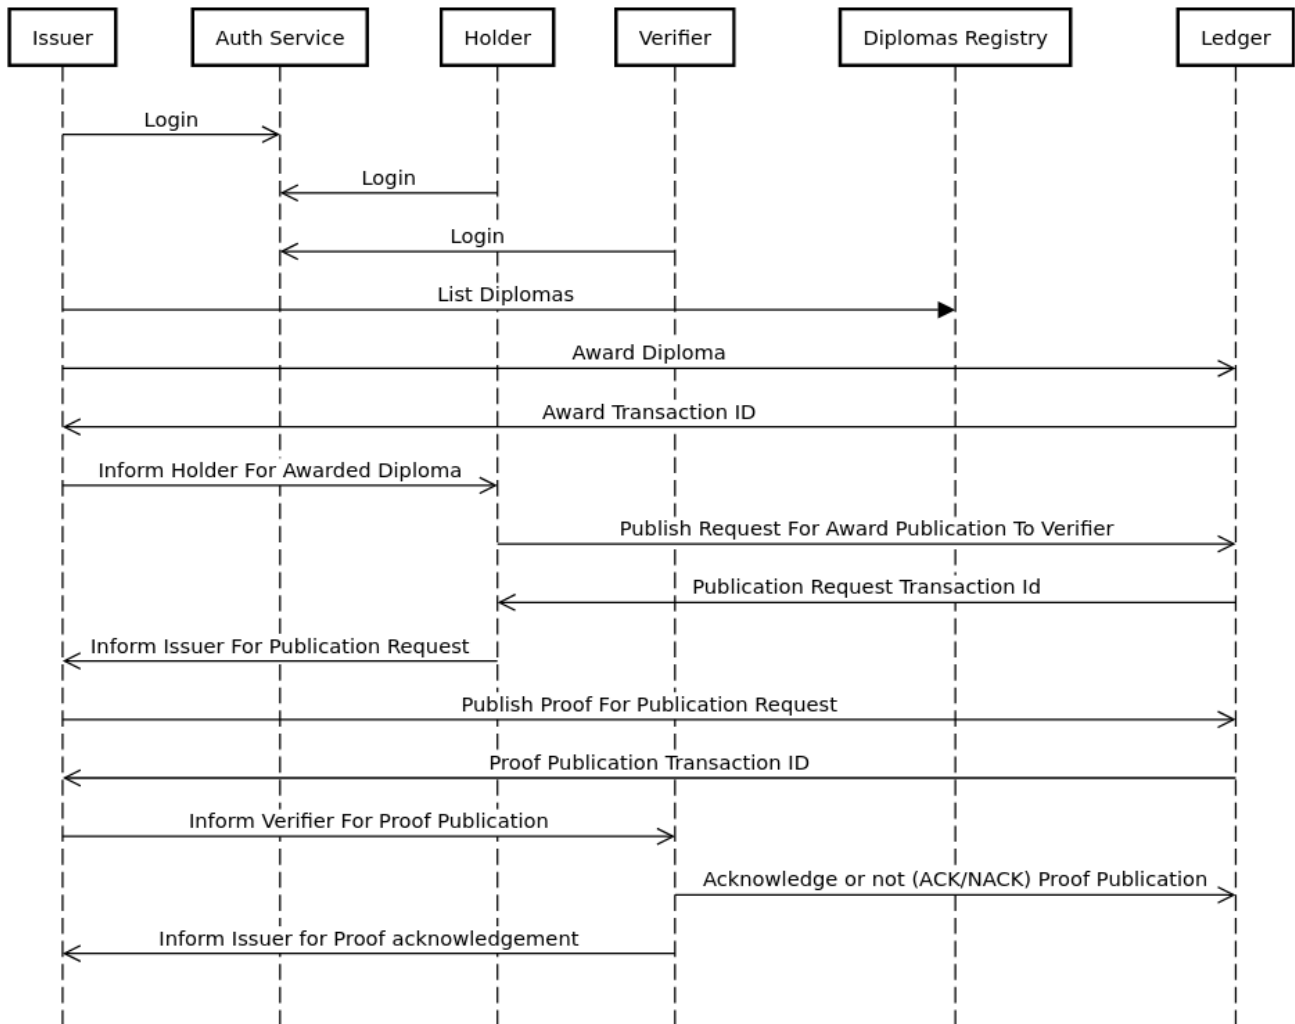 Issuer
Auth Service
Holder
Verifier
Diplomas Registry
Ledger
Login
Login
Login
List Diplomas
Award Diploma
Award Transaction ID
Inform Holder For Awarded Diploma
Publish Request For Award Publication To Verifier
Publication Request Transaction Id
Inform Issuer For Publication Request
Publish Proof For Publication Request
Proof Publication Transaction ID
Inform Verifier For Proof Publication
Acknowledge or not (ACK/NACK) Proof Publication
Inform Issuer for Proof acknowledgement